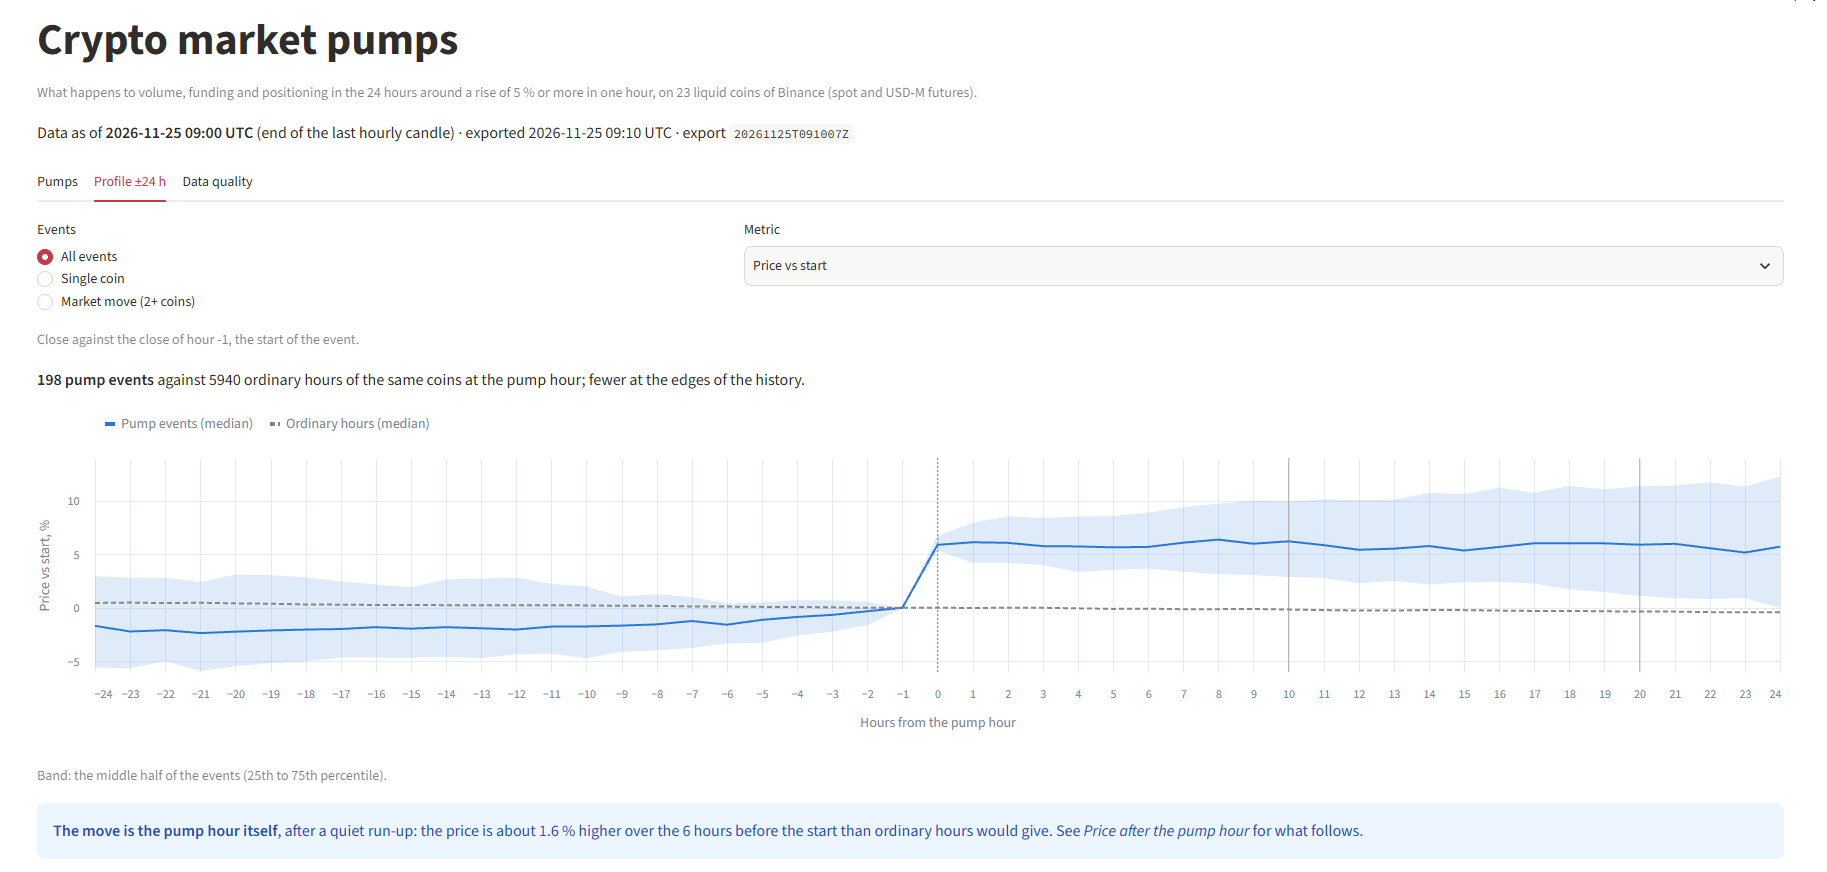 Crypto market pumps
What happens to volume, funding and positioning in the 24 hours around a rise of 5 % or more in one hour, on 23 liquid coins of Binance (spot and USD-M futures).
Data as of 2026-11-25 09:00 UTC (end of the last hourly candle) · exported 2026-11-25 09:10 UTC · export 20261125T091007Z
Pumps Profile ±24 h Data quality
Events
All events
Single coin
Market move (2+ coins)
Metric
Price vs start
Close against the close of hour -1, the start of the event.
198 pump events against 5940 ordinary hours of the same coins at the pump hour; fewer at the edges of the history.
Pump events (median) Ordinary hours (median)
Price vs start, %
10
5
0
−5
−24 −23 −22 −21 −20 −19 −18 −17 −16 −15 −14 −13 −12 −11 −10 −9 −8 −7 −6 −5 −4 −3 −2 −1 0 1 2 3 4 5 6 7 8 9 10 11 12 13 14 15 16 17 18 19 20 21 22 23 24
Hours from the pump hour
Band: the middle half of the events (25th to 75th percentile).
The move is the pump hour itself, after a quiet run-up: the price is about 1.6 % higher over the 6 hours before the start than ordinary hours would give. See Price after the pump hour for what follows.